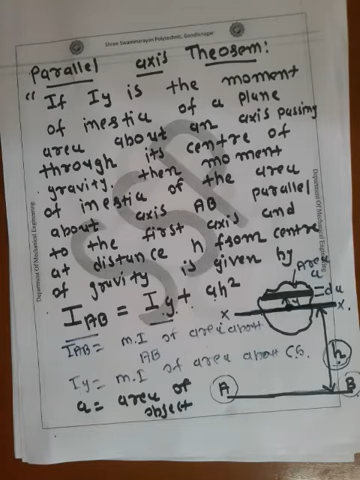 Shree Swaminarayan Polytechnic, Gandhinagar
Parallel axis Theosem:
"If Iy is the moment
of inestia of a plane
area about an axis passing
through its centre of
gravity. then moment
of inestia of the area
about axis AB parallel
to the first axis and
at distance h from centre
of gravity is given by
IAB = I.g + ah²
IAB = M.I of area about
AB
Iy = M.I of area about C.G.
a = area of
object
Area
a
du
y
X X
h
A B
SSP
Department Of Mechanical Engineering
Department Of Mechanical Engineering